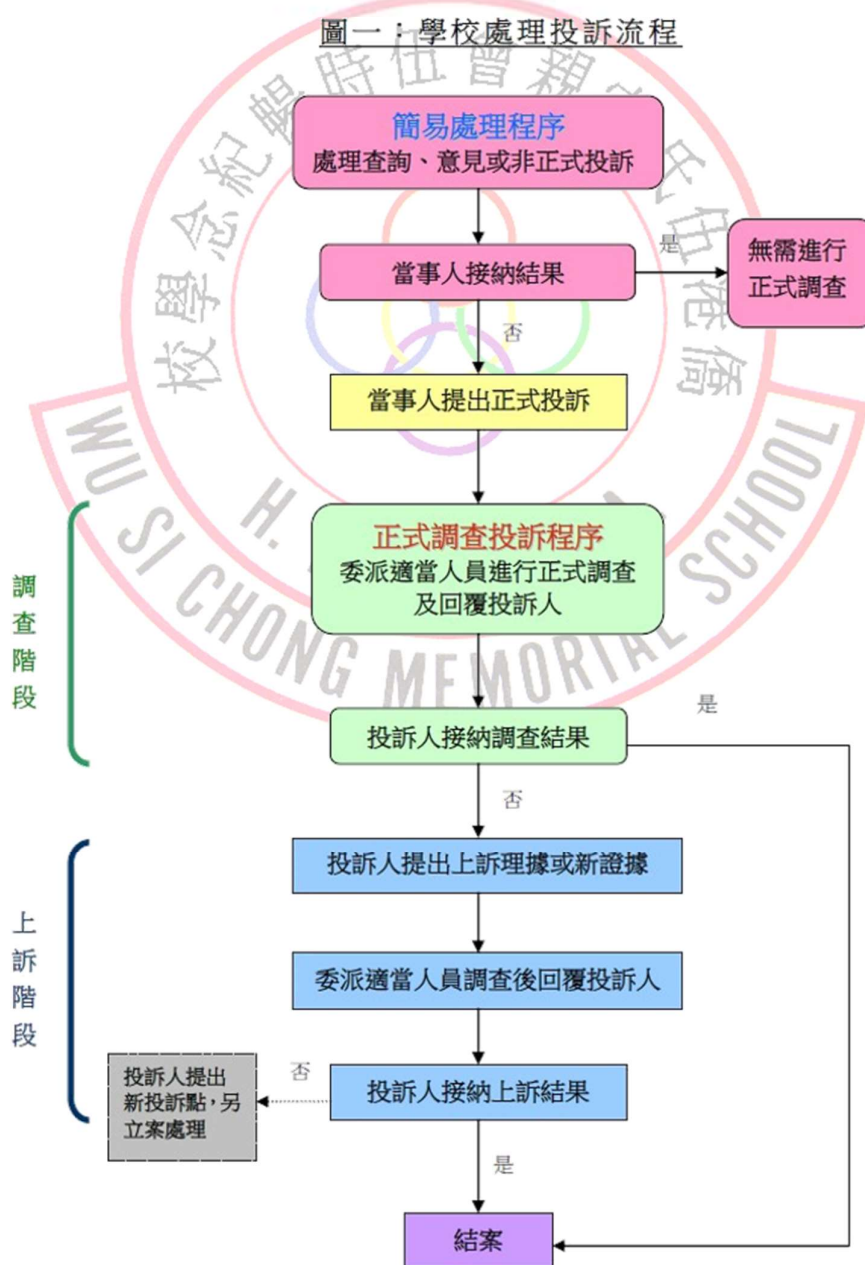 圖一：學校處理投訴流程
簡易處理程序
處理查詢、意見或非正式投訴
當事人接納結果
是
無需進行
正式調查
否
當事人提出正式投訴
正式調查投訴程序
委派適當人員進行正式調查
及回覆投訴人
調查階段
是
投訴人接納調查結果
否
投訴人提出上訴理據或新證據
委派適當人員調查後回覆投訴人
上訴階段
投訴人提出
新投訴點，另
立案處理
否
投訴人接納上訴結果
是
結案
WU SI CHONG MEMORIAL SCHOOL